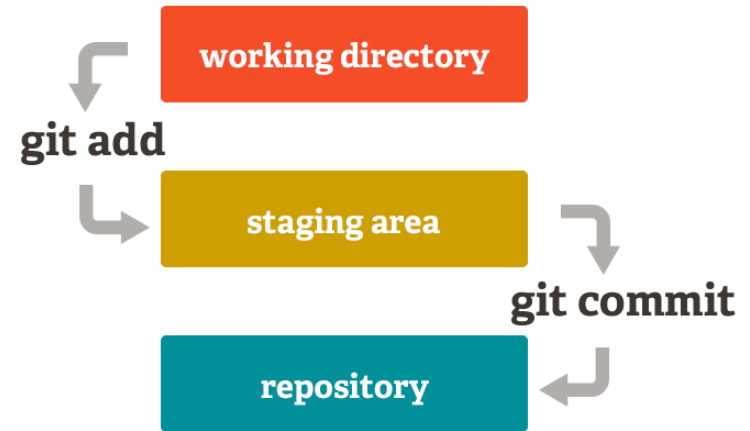 working directory
git add
staging area
git commit
repository